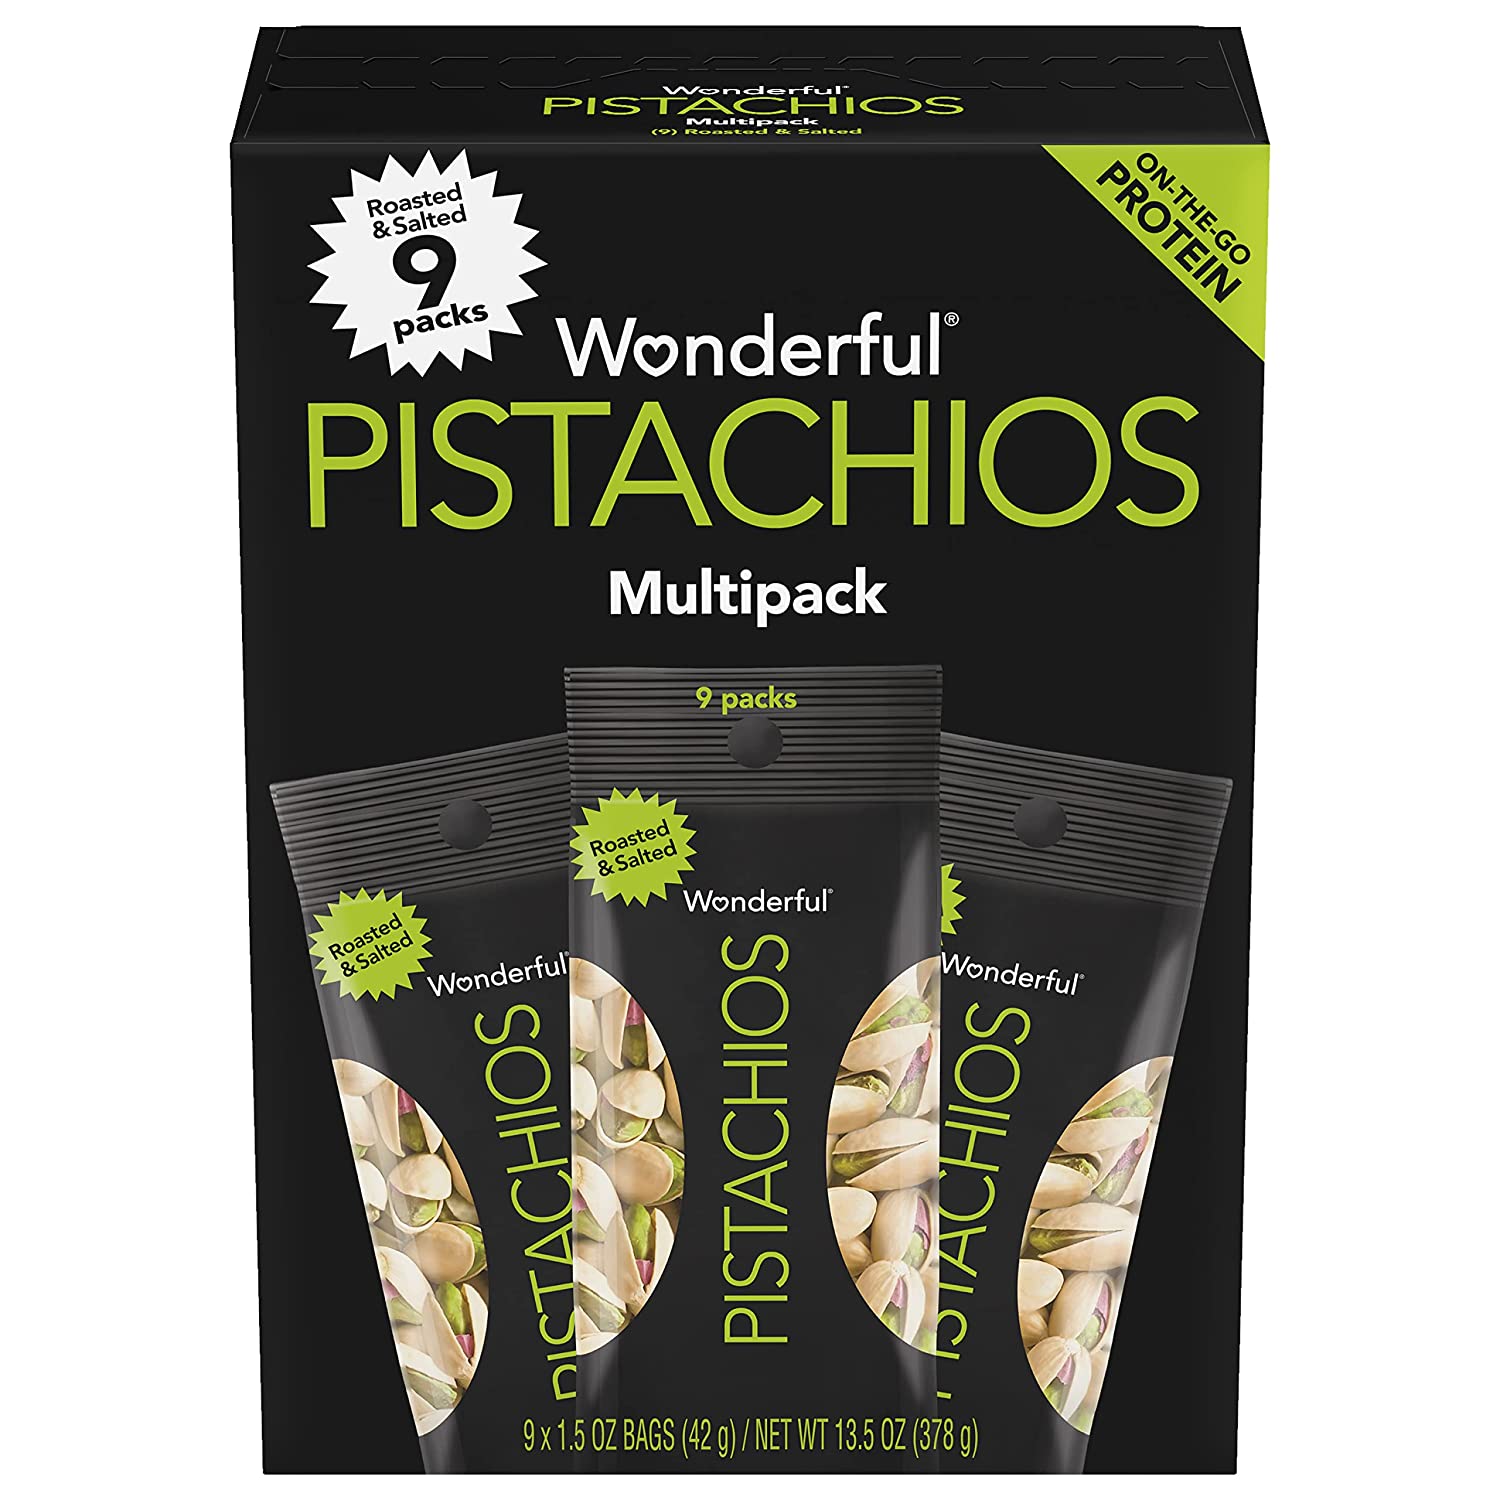 Wonderful®
PISTACHIOS
Multipack
(9) Roasted & Salted
Roasted
& Salted
9
packs
ON-THE-GO
PROTEIN
Wonderful®
PISTACHIOS
Multipack
9 packs
Roasted
& Salted
Wonderful®
PISTACHIOS
Roasted
& Salted
Wonderful®
PISTACHIOS
Wonderful®
PISTACHIOS
9 x 1.5 OZ BAGS (42 g) / NET WT 13.5 OZ (378 g)